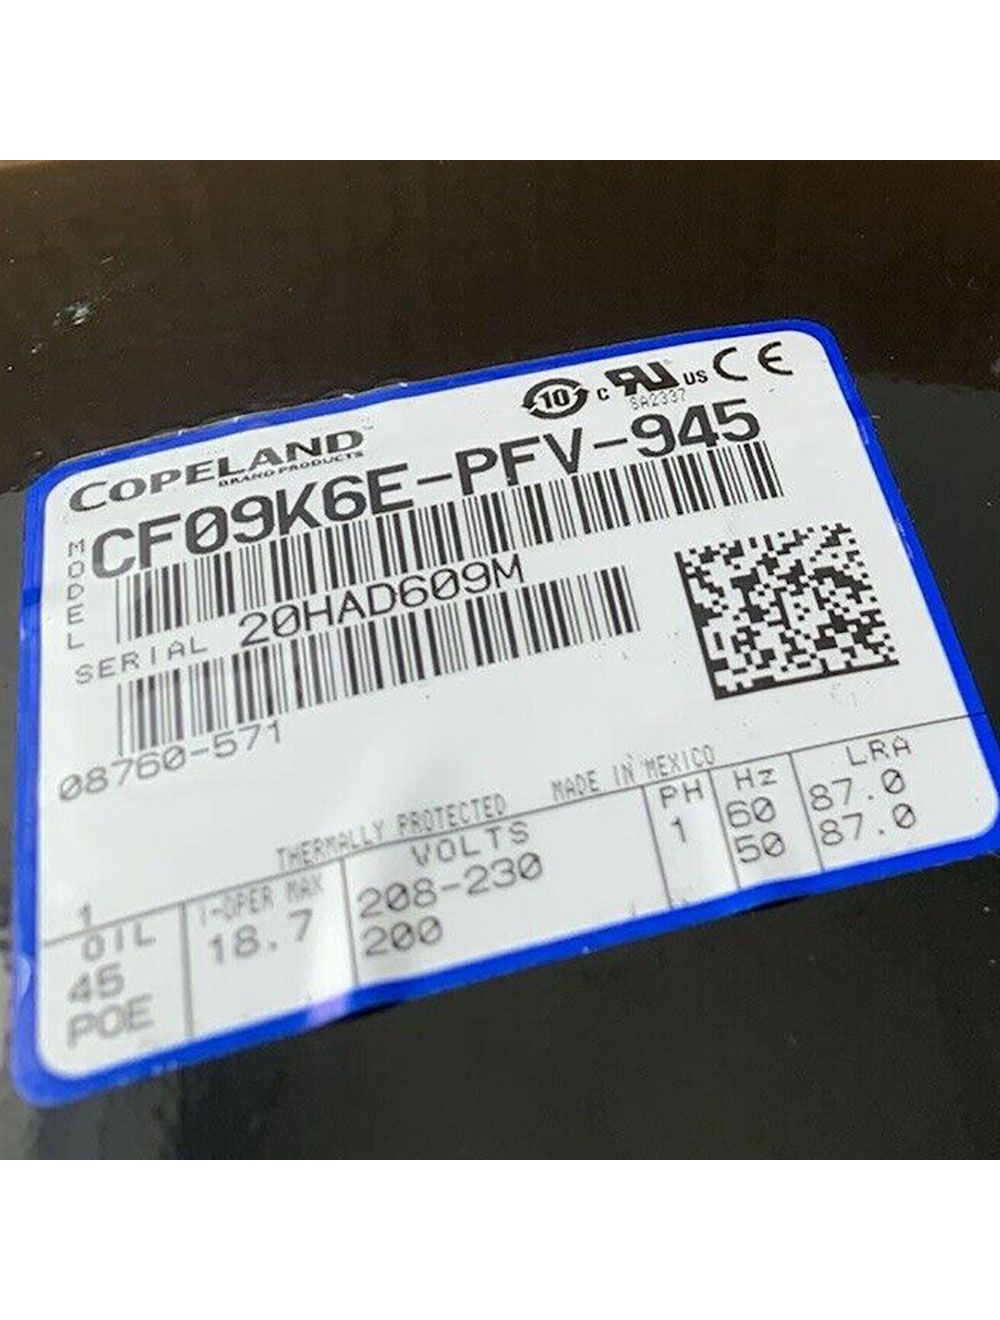 10 c RU US CE
SA2337
COPELAND™
BRAND PRODUCTS
MODEL CF09K6E-PFV-945
SERIAL 20HAD609M
08760-571
THERMALLY PROTECTED MADE IN MEXICO
1
OIL I-OPER MAX VOLTS PH Hz LRA
45 18.7 208-230 1 60 87.0
POE 200 50 87.0